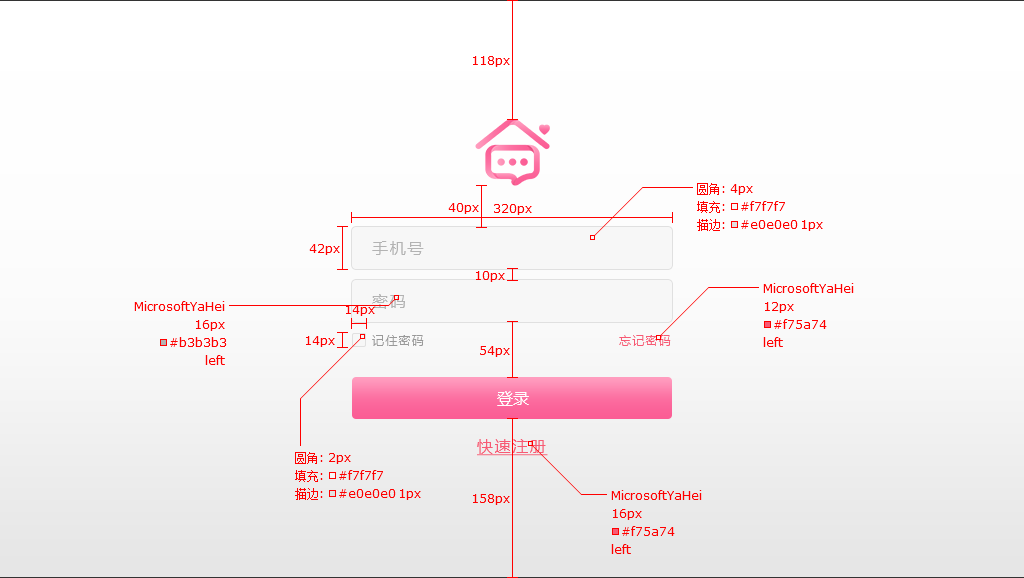 118px
圆角: 4px
填充: #f7f7f7
描边: #e0e0e0 1px
40px
320px
42px
手机号
10px
MicrosoftYaHei
16px
#b3b3b3
left
密码
14px
MicrosoftYaHei
12px
#f75a74
left
14px
记住密码
忘记密码
54px
登录
快速注册
圆角: 2px
填充: #f7f7f7
描边: #e0e0e0 1px
158px
MicrosoftYaHei
16px
#f75a74
left